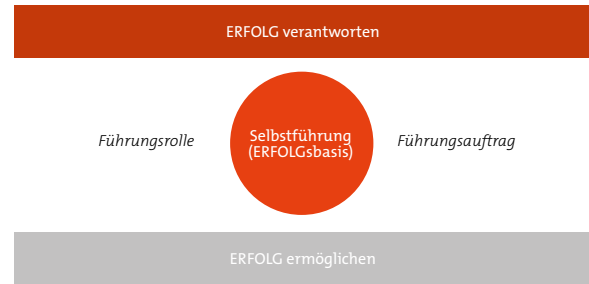 ERFOLG verantworten
Führungsrolle
Selbstführung
(ERFOLGsbasis)
Führungsauftrag
ERFOLG ermöglichen